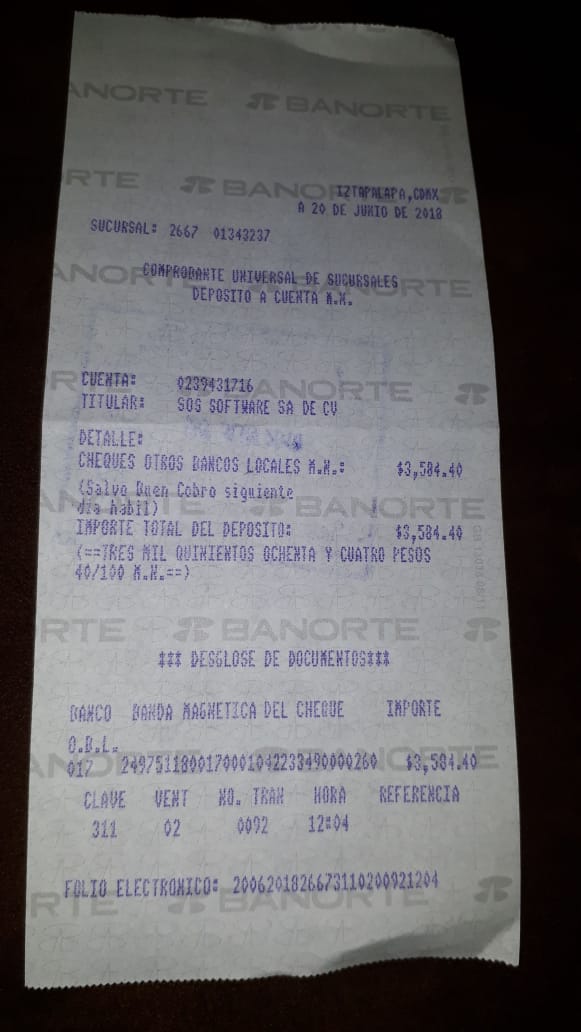 BANORTE BANORTE
BANORTE
IZTAPALAPA,CDMX
A 20 DE JUNIO DE 2018
SUCURSAL: 2667 01343237
COMPROBANTE UNIVERSAL DE SUCURSALES
DEPOSITO A CUENTA M.N.
CUENTA: 0239431716
TITULAR: SOS SOFTWARE SA DE CV
DETALLE:
CHEQUES OTROS BANCOS LOCALES M.N.: $3,584.40
(Salvo Buen Cobro siguiente
dia habil)
IMPORTE TOTAL DEL DEPOSITO: $3,584.40
(==TRES MIL QUINIENTOS OCHENTA Y CUATRO PESOS
40/100 M.N.==)
BANORTE
*** DESGLOSE DE DOCUMENTOS***
BANCO BANDA MAGNETICA DEL CHEQUE IMPORTE
O.B.L.
017 2497511800170001042233490000260 $3,584.40
CLAVE VENT NO. TRAN HORA REFERENCIA
311 02 0092 12:04
FOLIO ELECTRONICO: 2006201826673110200921204
BANORTE